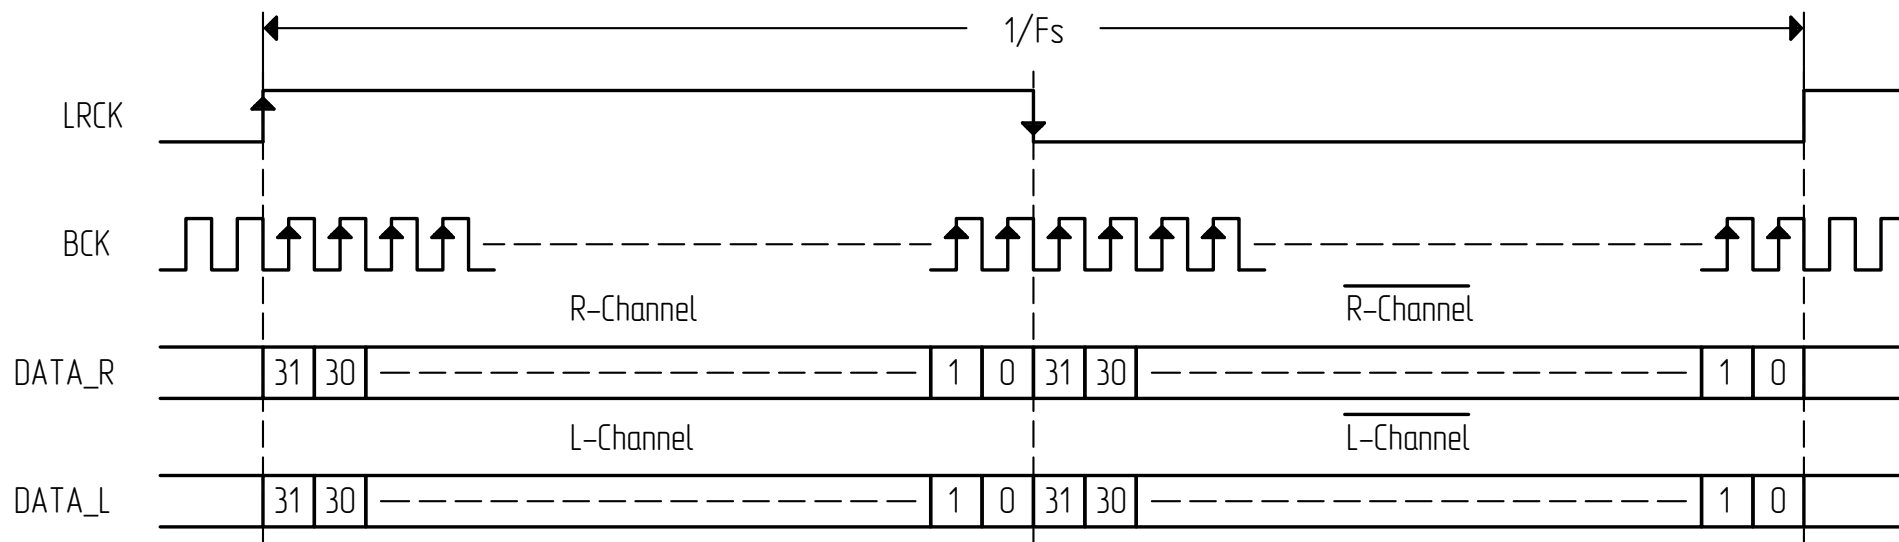 1/Fs
LRCK
BCK
R-Channel R-Channel
DATA_R 31 30 1 0 31 30 1 0
L-Channel L-Channel
DATA_L 31 30 1 0 31 30 1 0